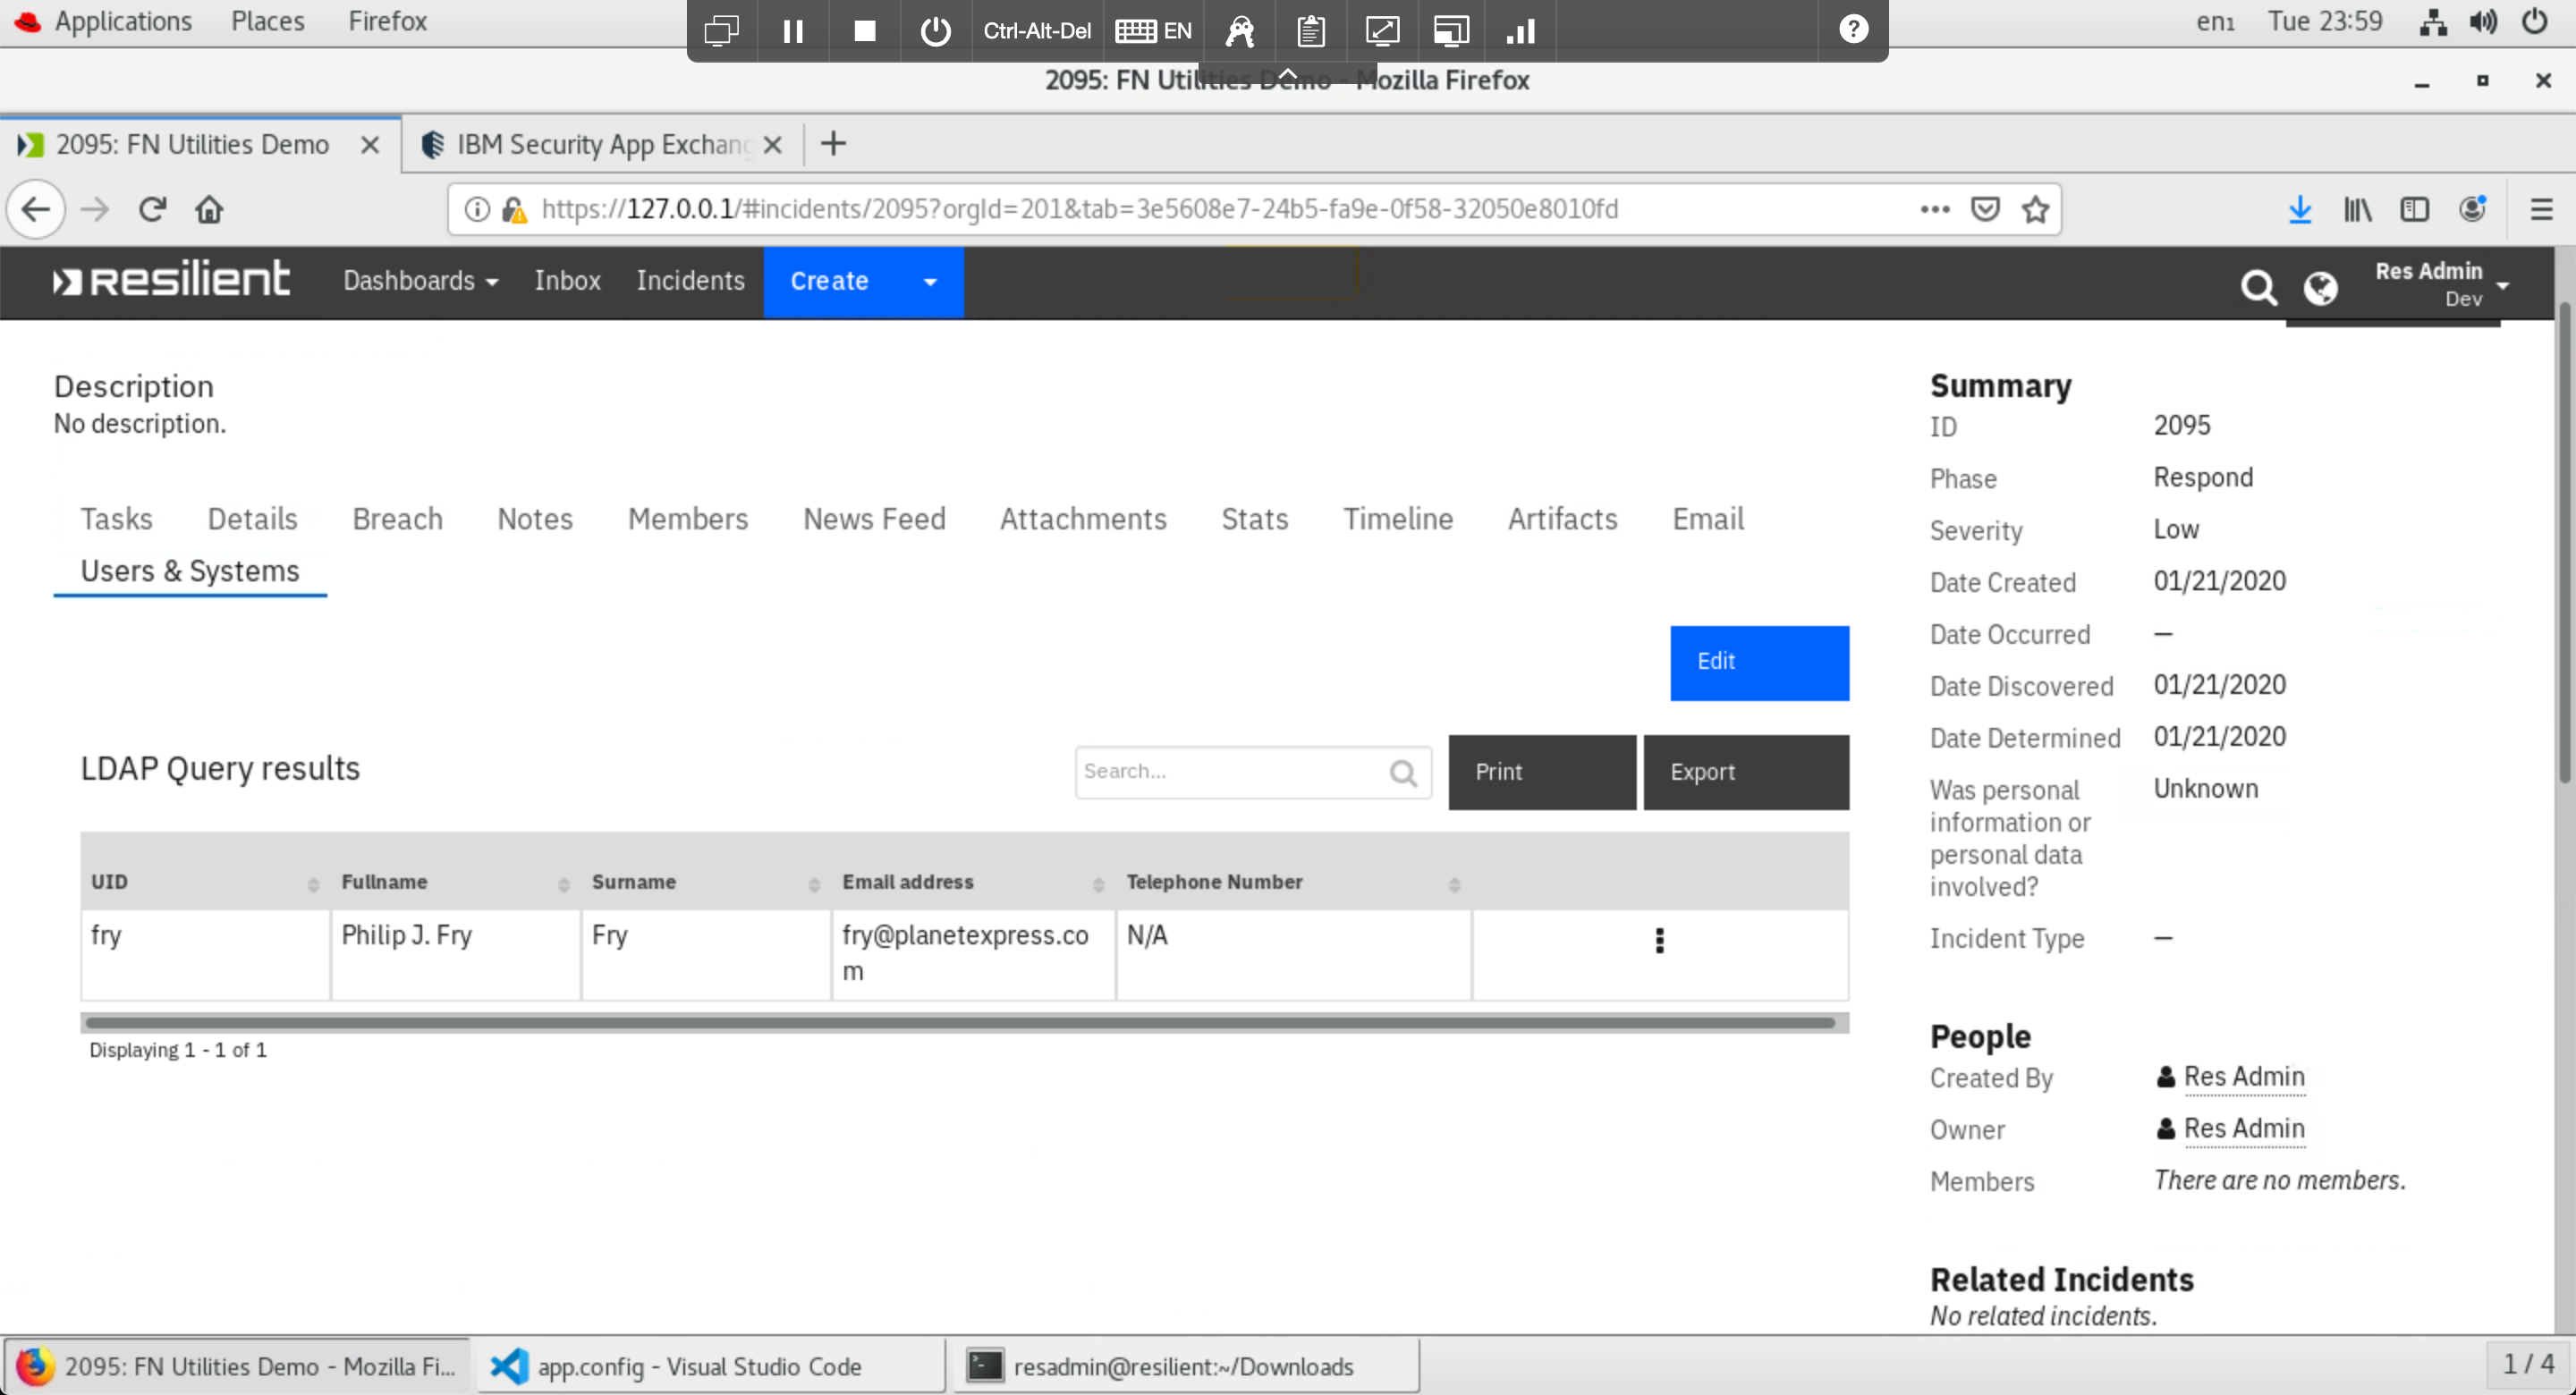 Applications Places Firefox
Ctrl-Alt-Del EN
en1 Tue 23:59
2095: FN Utilities Demo - Mozilla Firefox
2095: FN Utilities Demo
IBM Security App Exchang
https://127.0.0.1/#incidents/2095?orgId=201&tab=3e5608e7-24b5-fa9e-0f58-32050e8010fd
resilient Dashboards Inbox Incidents Create
Res Admin
Dev
Description
No description.
Tasks Details Breach Notes Members News Feed Attachments Stats Timeline Artifacts Email
Users & Systems
Edit
LDAP Query results
Search...
Print
Export
UID Fullname Surname Email address Telephone Number
fry Philip J. Fry Fry fry@planetexpress.co N/A
m
Displaying 1 - 1 of 1
Summary
ID 2095
Phase Respond
Severity Low
Date Created 01/21/2020
Date Occurred —
Date Discovered 01/21/2020
Date Determined 01/21/2020
Was personal Unknown
information or
personal data
involved?
Incident Type —
People
Created By Res Admin
Owner Res Admin
Members There are no members.
Related Incidents
No related incidents.
2095: FN Utilities Demo - Mozilla Fi...
app.config - Visual Studio Code
resadmin@resilient:~/Downloads
1 / 4